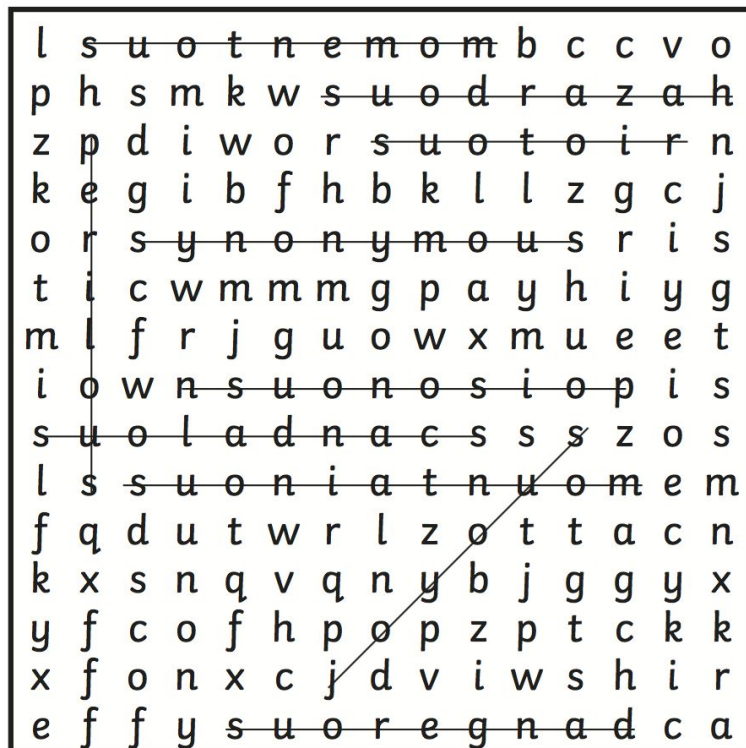 l s u o t n e m o m b c c v o
p h s m k w s u o d r a z a h
z p d i w o r s u o t o i r n
k e g i b f h b k l l z g c j
o r s y n o n y m o u s r i s
t i c w m m m g p a y h i y g
m l f r j g u o w x m u e e t
i o w n s u o n o s i o p i s
s u o l a d n a c s s s z o s
l s s u o n i a t n u o m e m
f q d u t w r l z o t t a c n
k x s n q v q n y b j g g y x
y f c o f h p o p z p t c k k
x f o n x c j d v i w s h i r
e f f y s u o r e g n a d c a